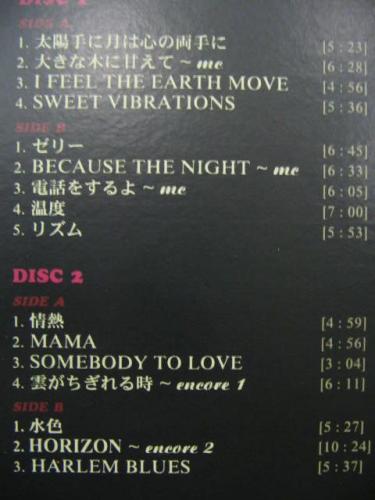 DISC 1
SIDE A
1. 太陽手に月は心の両手に [5 : 23]
2. 大きな木に甘えて ~ mc [6 : 28]
3. I FEEL THE EARTH MOVE [4 : 56]
4. SWEET VIBRATIONS [5 : 36]
SIDE B
1. ゼリー [6 : 45]
2. BECAUSE THE NIGHT ~ mc [6 : 33]
3. 電話をするよ ~ mc [6 : 05]
4. 温度 [7 : 00]
5. リズム [5 : 53]
DISC 2
SIDE A
1. 情熱 [4 : 59]
2. MAMA [4 : 56]
3. SOMEBODY TO LOVE [3 : 04]
4. 雲がちぎれる時 ~ encore 1 [6 : 11]
SIDE B
1. 水色 [5 : 27]
2. HORIZON ~ encore 2 [10 : 24]
3. HARLEM BLUES [5 : 37]